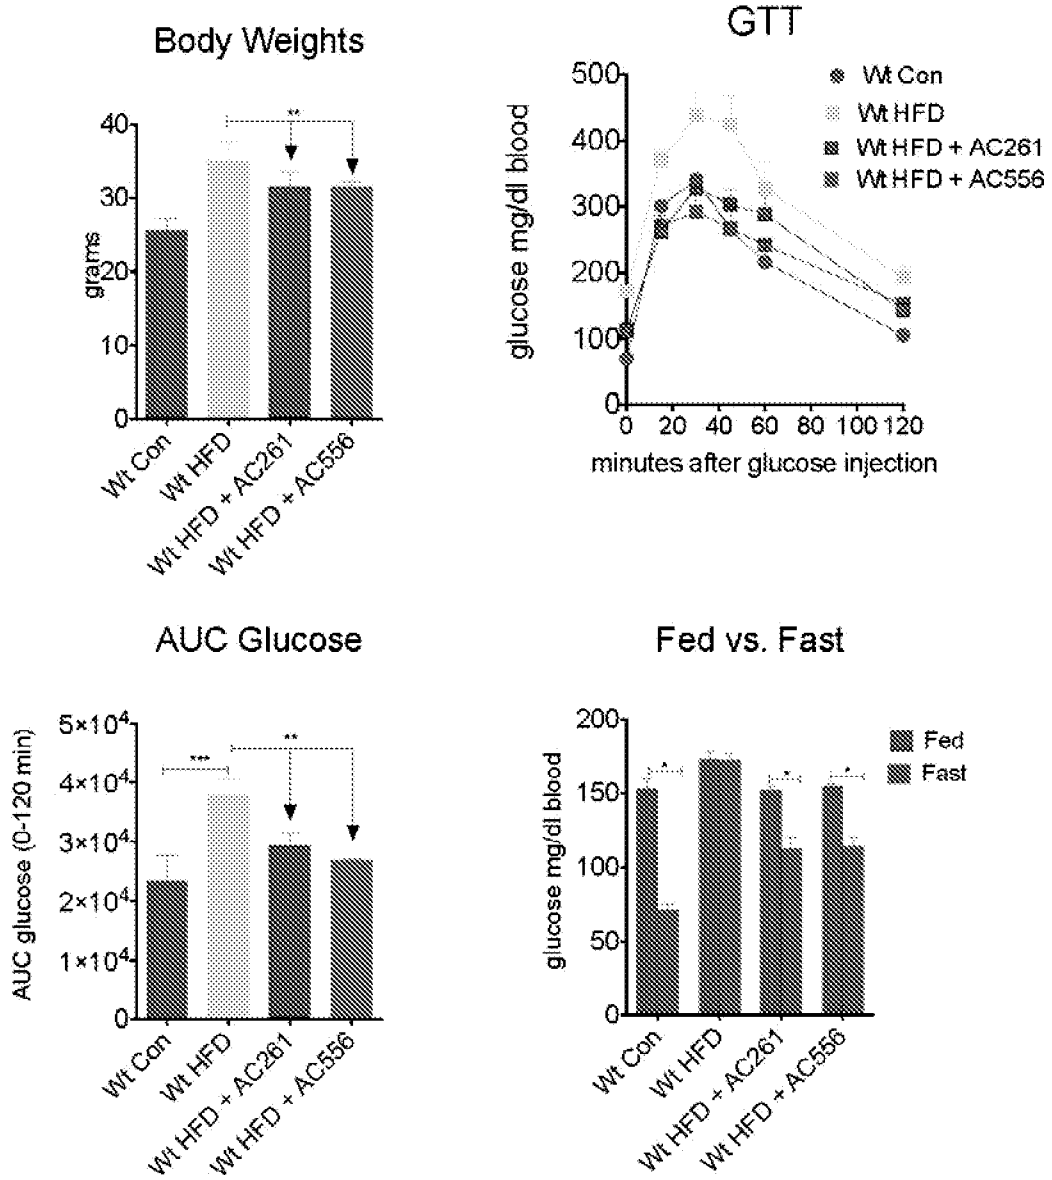 Body Weights
grams
40
30
20
10
0
**
Wt Con
Wt HFD
Wt HFD + AC261
Wt HFD + AC556
GTT
glucose mg/dl blood
500
400
300
200
100
0
0 20 40 60 80 100 120
minutes after glucose injection
Wt Con
Wt HFD
Wt HFD + AC261
Wt HFD + AC556
AUC Glucose
AUC glucose (0-120 min)
5×10⁴
4×10⁴
3×10⁴
2×10⁴
1×10⁴
0
***
**
Wt Con
Wt HFD
Wt HFD + AC261
Wt HFD + AC556
Fed vs. Fast
glucose mg/dl blood
200
150
100
50
0
* * *
Wt Con
Wt HFD
Wt HFD + AC261
Wt HFD + AC556
Fed
Fast